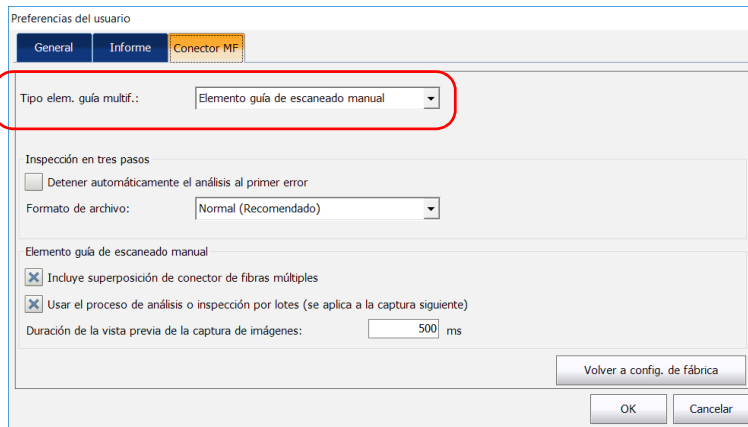 Preferencias del usuario
General Informe Conector MF
Tipo elem. guía multif.: Elemento guía de escaneado manual
Inspección en tres pasos
Detener automáticamente el análisis al primer error
Formato de archivo: Normal (Recomendado)
Elemento guía de escaneado manual
Incluye superposición de conector de fibras múltiples
Usar el proceso de análisis o inspección por lotes (se aplica a la captura siguiente)
Duración de la vista previa de la captura de imágenes: 500 ms
Volver a config. de fábrica
OK Cancelar